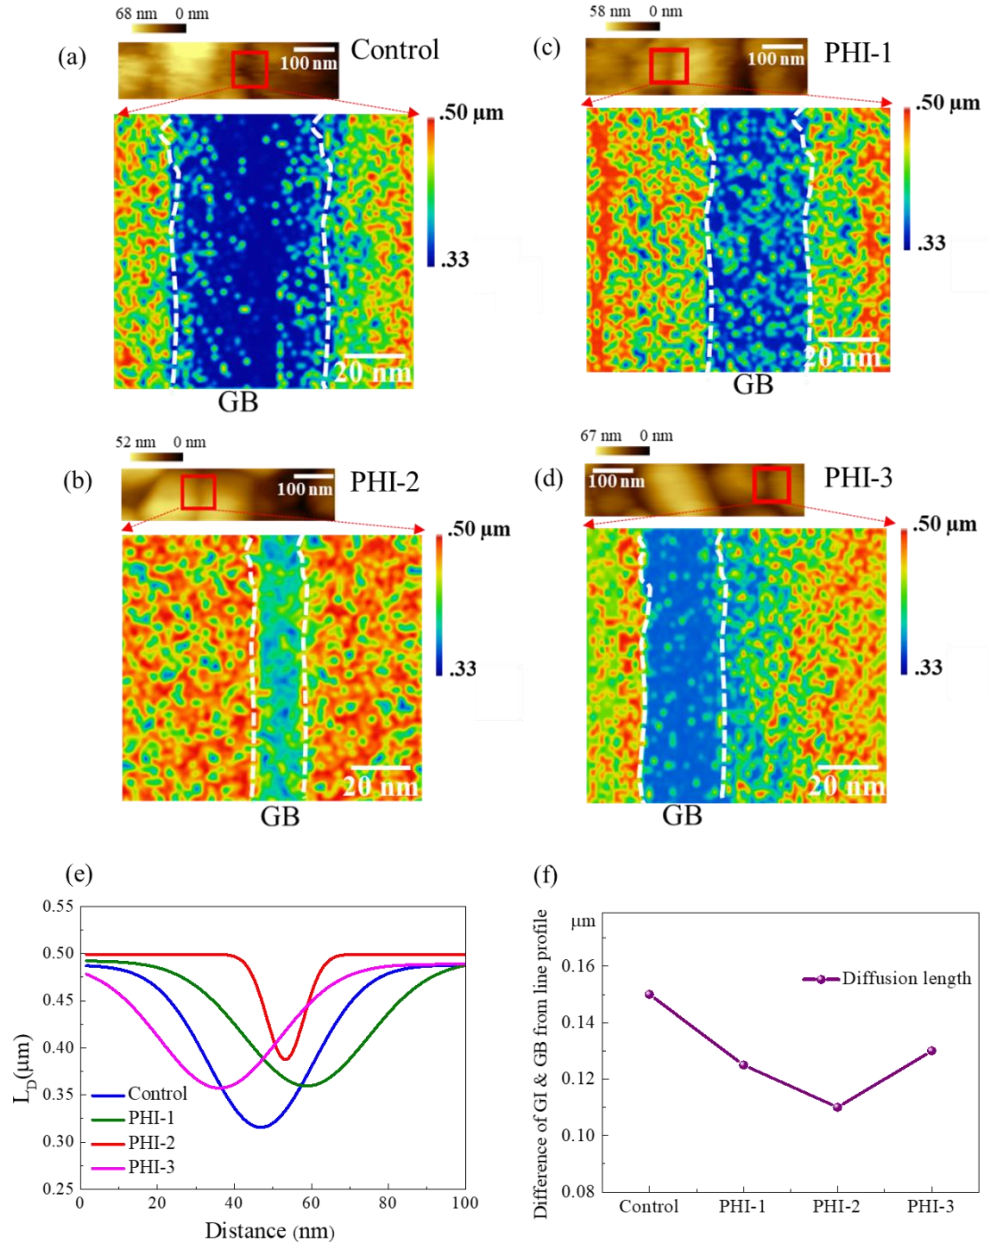 68 nm 0 nm
(a)
100 nm
Control
.50 µm
.33
20 nm
GB
58 nm 0 nm
(c)
100 nm
PHI-1
.50 µm
.33
20 nm
GB
52 nm 0 nm
(b)
100 nm
PHI-2
.50 µm
.33
20 nm
GB
67 nm 0 nm
(d)
100 nm
PHI-3
.50 µm
.33
20 nm
GB
(e)
0.55
0.50
0.45
0.40
0.35
0.30
0.25
L_D(µm)
Control
PHI-1
PHI-2
PHI-3
0 20 40 60 80 100
Distance (nm)
(f)
µm
0.16
0.14
0.12
0.10
0.08
Difference of GI & GB from line profile
Diffusion length
Control PHI-1 PHI-2 PHI-3